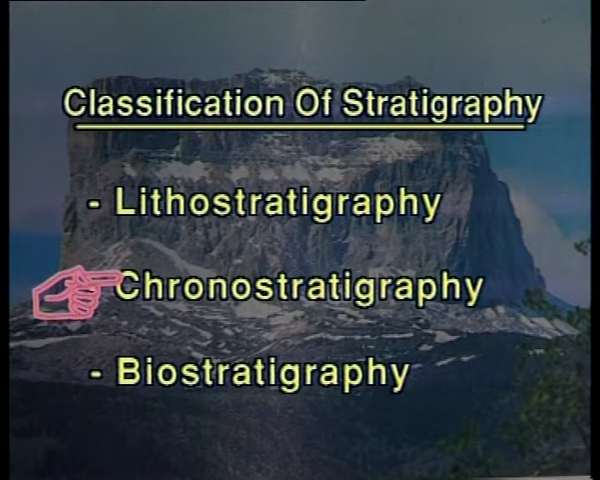 Classification Of Stratigraphy
- Lithostratigraphy
Chronostratigraphy
- Biostratigraphy